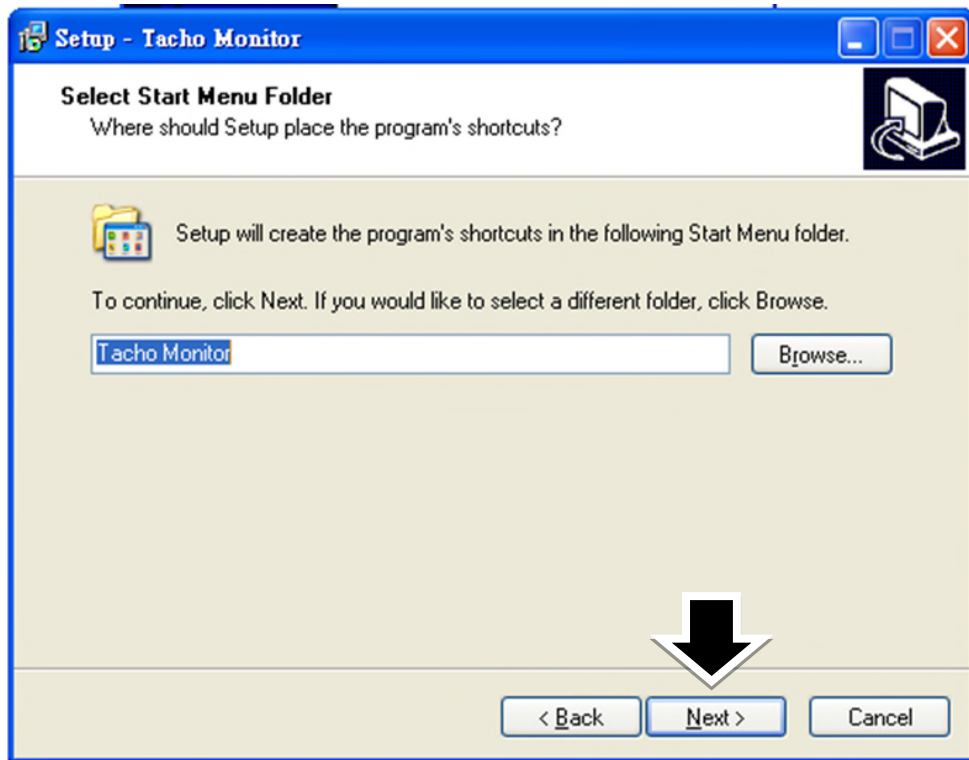 Setup - Tacho Monitor
Select Start Menu Folder
Where should Setup place the program's shortcuts?
Setup will create the program's shortcuts in the following Start Menu folder.
To continue, click Next. If you would like to select a different folder, click Browse.
Tacho Monitor
Browse...
< Back
Next >
Cancel